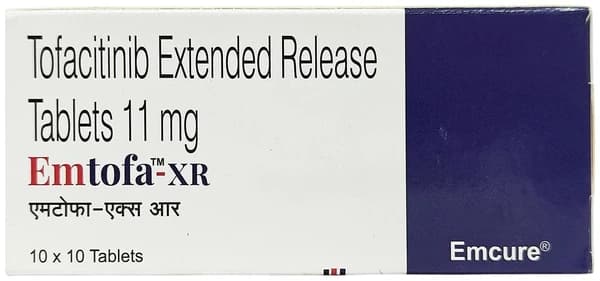 Tofacitinib Extended Release
Tablets 11 mg
Emtofa™-XR
एमटोफा-एक्स आर
10 x 10 Tablets
Emcure®